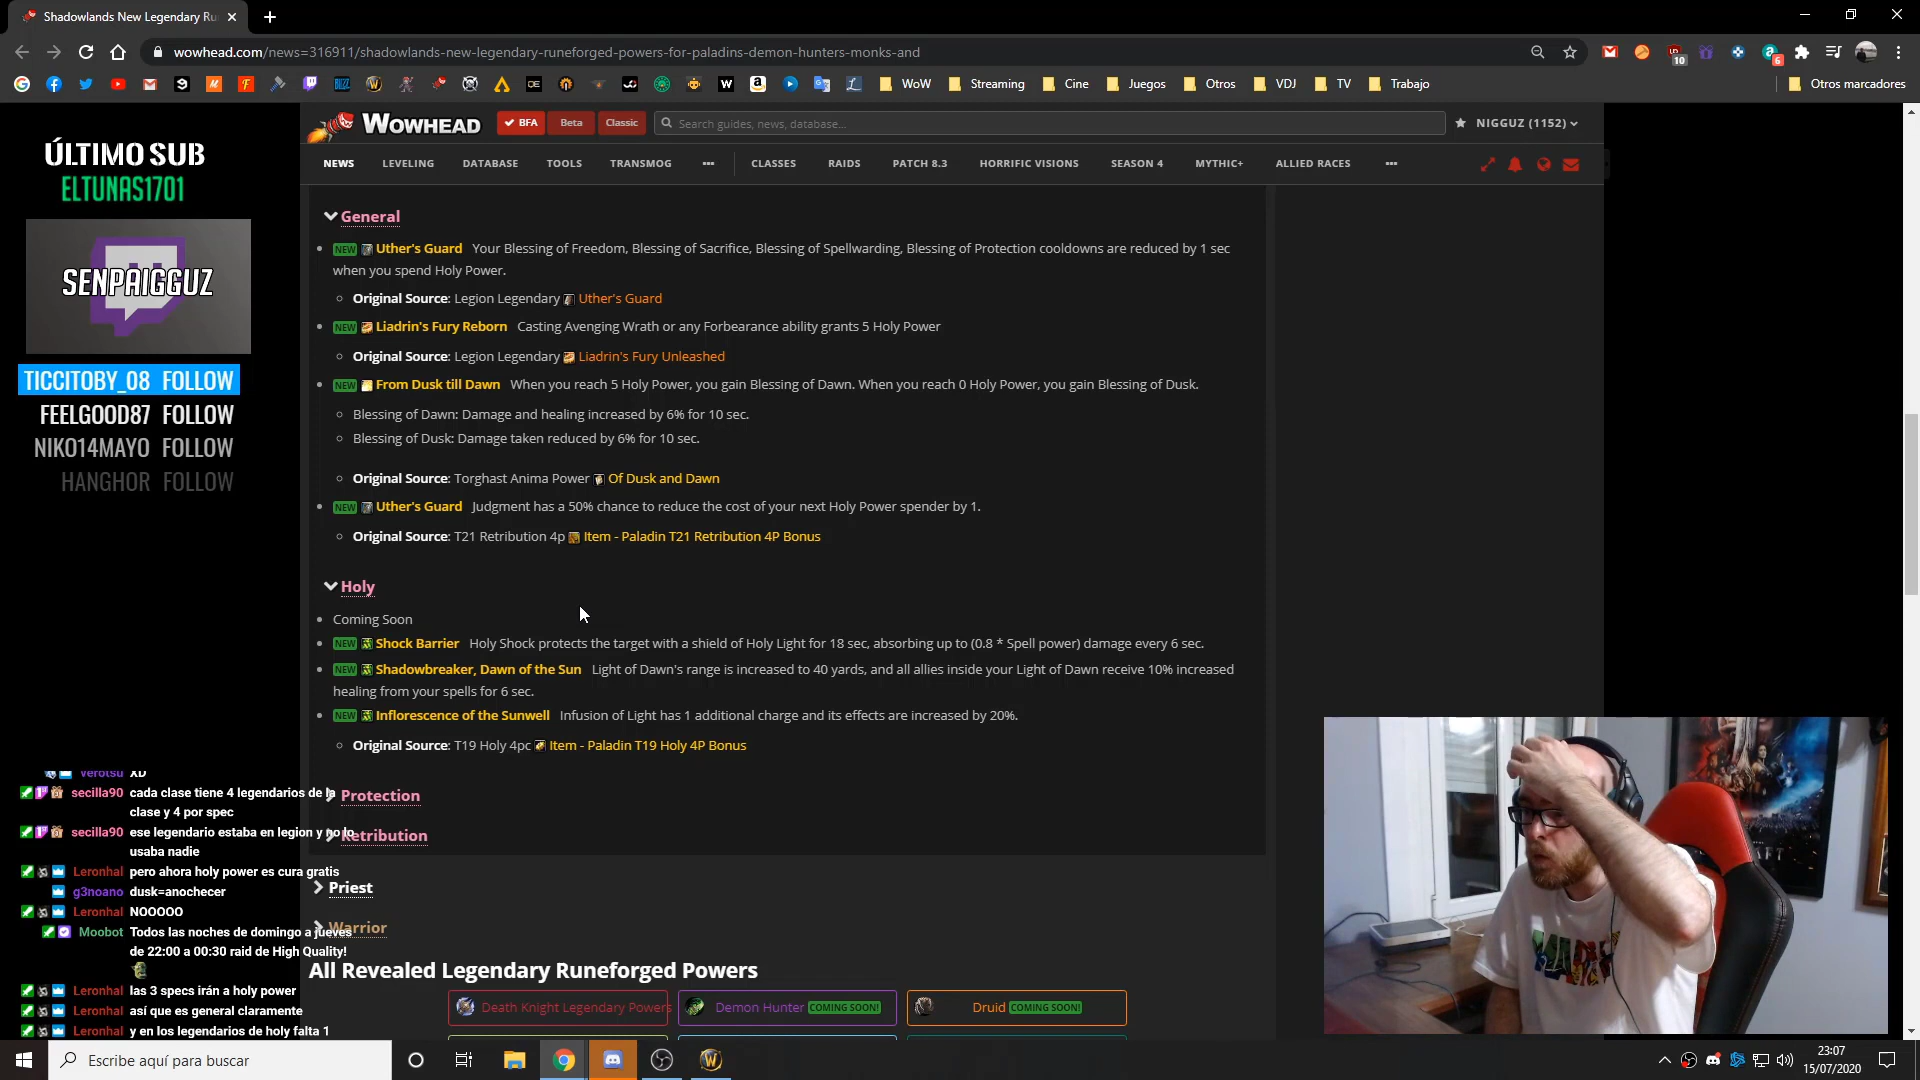 Shadowlands New Legendary Ru
wowhead.com/news=316911/shadowlands-new-legendary-runeforged-powers-for-paladins-demon-hunters-monks-and
10
6
WoW
Streaming
Cine
Juegos
Otros
VDJ
TV
Trabajo
Otros marcadores
WOWHEAD
BFA
Beta
Classic
Search guides, news, database...
NIGGUZ (1152)
NEWS
LEVELING
DATABASE
TOOLS
TRANSMOG
CLASSES
RAIDS
PATCH 8.3
HORRIFIC VISIONS
SEASON 4
MYTHIC+
ALLIED RACES
ÚLTIMO SUB
ELTUNAS1701
SENPAIGGUZ
TICCITOBY_08 FOLLOW
FEELGOOD87 FOLLOW
NIKO14MAYO FOLLOW
HANGHOR FOLLOW
General
NEW Uther's Guard Your Blessing of Freedom, Blessing of Sacrifice, Blessing of Spellwarding, Blessing of Protection cooldowns are reduced by 1 sec
when you spend Holy Power.
Original Source: Legion Legendary Uther's Guard
NEW Liadrin's Fury Reborn Casting Avenging Wrath or any Forbearance ability grants 5 Holy Power
Original Source: Legion Legendary Liadrin's Fury Unleashed
NEW From Dusk till Dawn When you reach 5 Holy Power, you gain Blessing of Dawn. When you reach 0 Holy Power, you gain Blessing of Dusk.
Blessing of Dawn: Damage and healing increased by 6% for 10 sec.
Blessing of Dusk: Damage taken reduced by 6% for 10 sec.
Original Source: Torghast Anima Power Of Dusk and Dawn
NEW Uther's Guard Judgment has a 50% chance to reduce the cost of your next Holy Power spender by 1.
Original Source: T21 Retribution 4p Item - Paladin T21 Retribution 4P Bonus
Holy
Coming Soon
NEW Shock Barrier Holy Shock protects the target with a shield of Holy Light for 18 sec, absorbing up to (0.8 * Spell power) damage every 6 sec.
NEW Shadowbreaker, Dawn of the Sun Light of Dawn's range is increased to 40 yards, and all allies inside your Light of Dawn receive 10% increased
healing from your spells for 6 sec.
NEW Inflorescence of the Sunwell Infusion of Light has 1 additional charge and its effects are increased by 20%.
Original Source: T19 Holy 4pc Item - Paladin T19 Holy 4P Bonus
Protection
Retribution
Priest
Warrior
All Revealed Legendary Runeforged Powers
Death Knight Legendary Powers
Demon Hunter COMING SOON!
Druid COMING SOON!
verotsu XD
secilla90 cada clase tiene 4 legendarios de la
clase y 4 por spec
secilla90 ese legendario estaba en legion y no lo
usaba nadie
Leronhal pero ahora holy power es cura gratis
g3noano dusk=anochecer
Leronhal NOOOOO
Moobot Todos las noches de domingo a jueves
de 22:00 a 00:30 raid de High Quality!
Leronhal las 3 specs irán a holy power
Leronhal así que es general claramente
Leronhal y en los legendarios de holy falta 1
Escribe aquí para buscar
23:07
15/07/2020